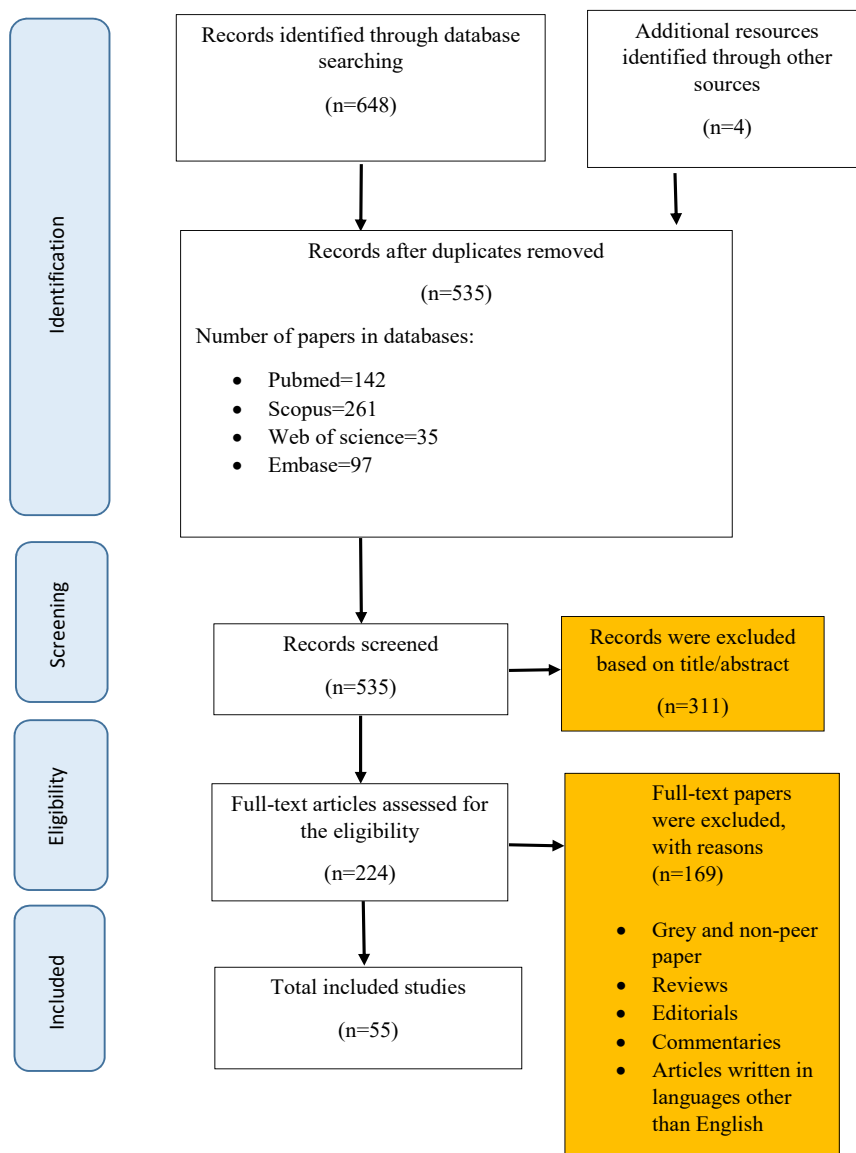 Records identified through database
searching
(n=648)
Additional resources
identified through other
sources
(n=4)
Identification
Records after duplicates removed
(n=535)
Number of papers in databases:
• Pubmed=142
• Scopus=261
• Web of science=35
• Embase=97
Screening
Records screened
(n=535)
Records were excluded
based on title/abstract
(n=311)
Eligibility
Full-text articles assessed for
the eligibility
(n=224)
Full-text papers
were excluded,
with reasons
(n=169)
• Grey and non-peer
paper
• Reviews
• Editorials
• Commentaries
• Articles written in
languages other
than English
Included
Total included studies
(n=55)